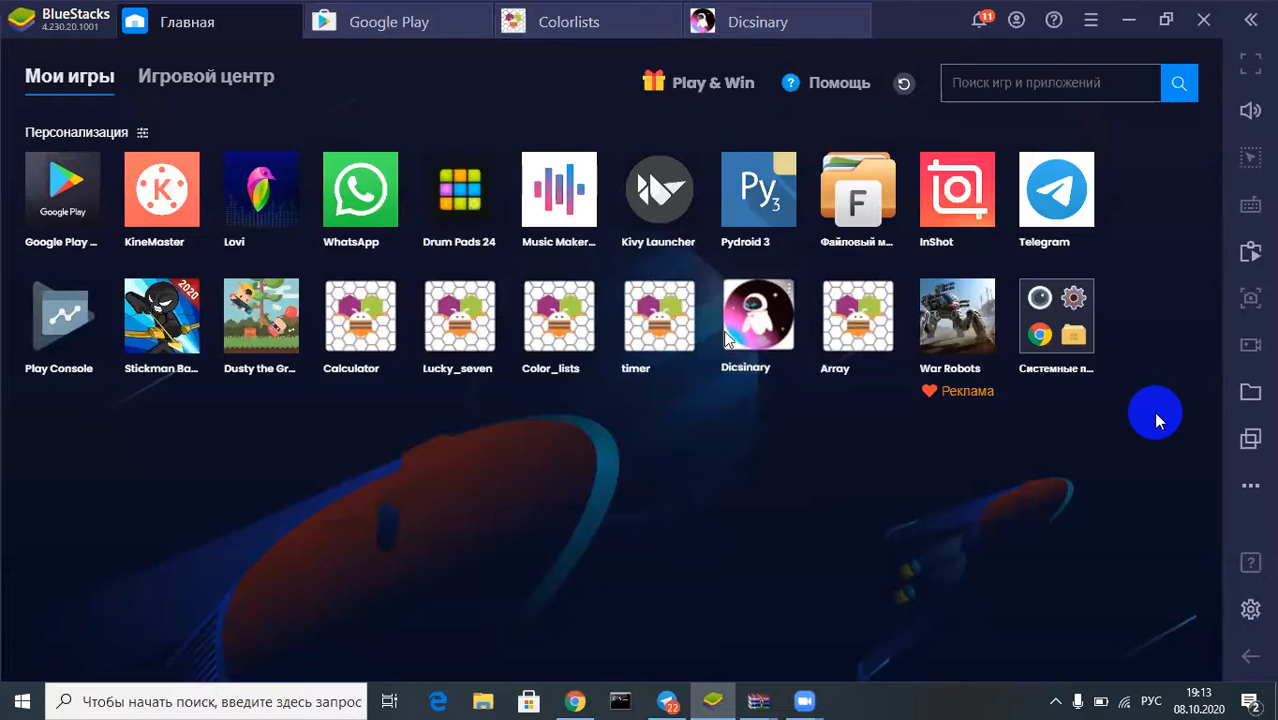 BlueStacks
4.230.20.1001
Главная
Google Play
Colorlists
Dicsinary
11
Мои игры
Игровой центр
Play & Win
? Помощь
Поиск игр и приложений
Персонализация
Google Play
K
Py
3
F
Google Play ...
KineMaster
Lovi
WhatsApp
Drum Pads 24
Music Maker...
Kivy Launcher
Pydroid 3
Файловый м...
InShot
Telegram
2020
Play Console
Stickman Ba...
Dusty the Gr...
Calculator
Lucky_seven
Color_lists
timer
Dicsinary
Array
War Robots
Системные п...
Реклама
Чтобы начать поиск, введите здесь запрос
22
РУС
19:13
08.10.2020
2